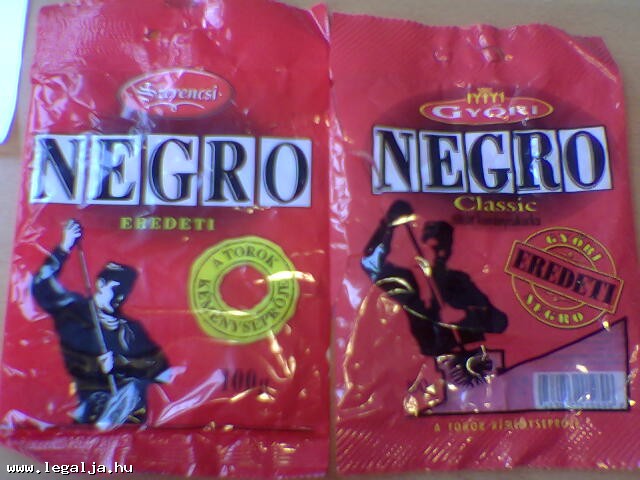 Szerencsi
NEGRO
EREDETI
A TOROK
KÉMÉNYSEPRŐJE
100g
GYŐRI
NEGRO
Classic
GYŐRI
EREDETI
NEGRO
A TOROK KÉMÉNYSEPRŐJE
www.legalja.hu